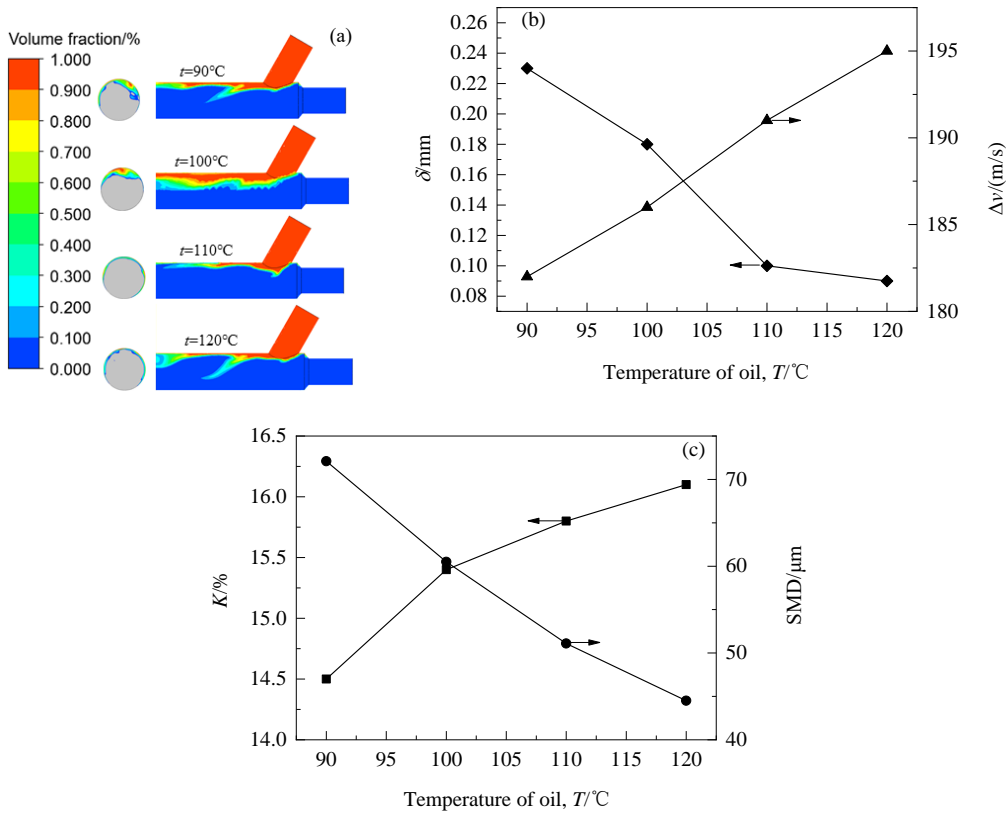 Volume fraction/%
(a)
1.000
0.900
0.800
0.700
0.600
0.500
0.400
0.300
0.200
0.100
0.000
t=90℃
t=100℃
t=110℃
t=120℃
(b)
0.26
0.24
0.22
0.20
0.18
0.16
0.14
0.12
0.10
0.08
δ/mm
195
190
185
180
Δv/(m/s)
90 95 100 105 110 115 120
Temperature of oil, T/℃
(c)
16.5
16.0
15.5
15.0
14.5
14.0
K/%
70
60
50
40
SMD/μm
90 95 100 105 110 115 120
Temperature of oil, T/℃